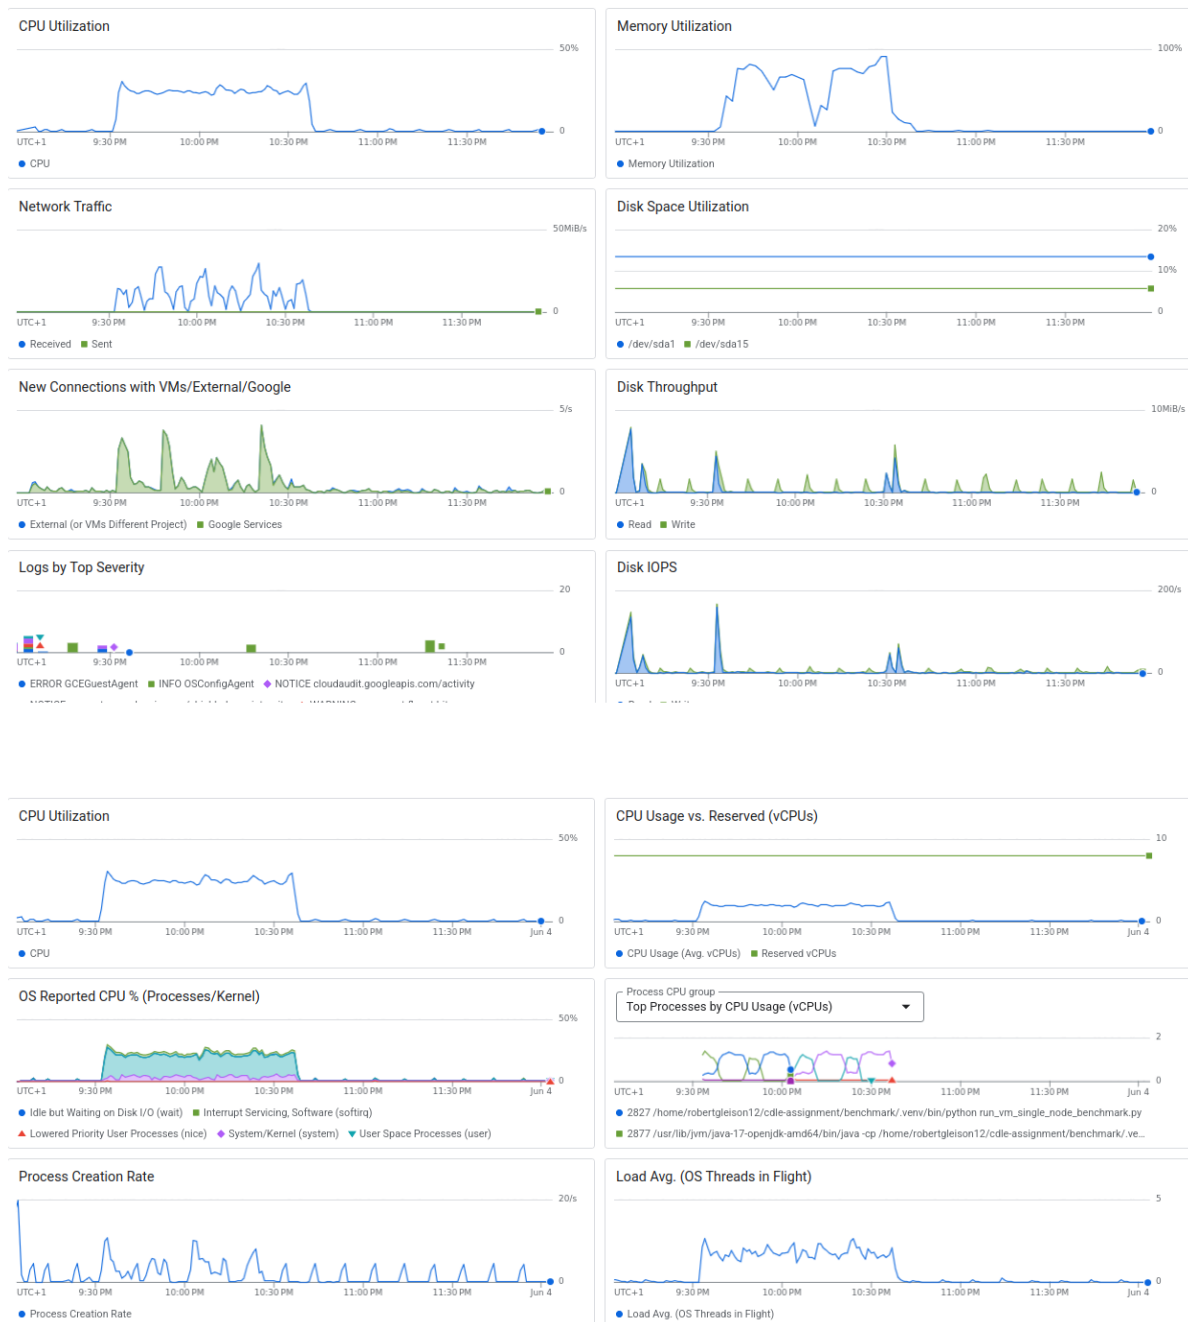 CPU Utilization
50%
0
UTC+1 9:30 PM 10:00 PM 10:30 PM 11:00 PM 11:30 PM
CPU
Memory Utilization
100%
0
UTC+1 9:30 PM 10:00 PM 10:30 PM 11:00 PM 11:30 PM
Memory Utilization
Network Traffic
50MiB/s
0
UTC+1 9:30 PM 10:00 PM 10:30 PM 11:00 PM 11:30 PM
Received Sent
Disk Space Utilization
20%
10%
0
UTC+1 9:30 PM 10:00 PM 10:30 PM 11:00 PM 11:30 PM
/dev/sda1 /dev/sda15
New Connections with VMs/External/Google
5/s
0
UTC+1 9:30 PM 10:00 PM 10:30 PM 11:00 PM 11:30 PM
External (or VMs Different Project) Google Services
Disk Throughput
10MiB/s
0
UTC+1 9:30 PM 10:00 PM 10:30 PM 11:00 PM 11:30 PM
Read Write
Logs by Top Severity
20
0
UTC+1 9:30 PM 10:00 PM 10:30 PM 11:00 PM 11:30 PM
ERROR GCEGuestAgent INFO OSConfigAgent NOTICE cloudaudit.googleapis.com/activity
Disk IOPS
200/s
0
UTC+1 9:30 PM 10:00 PM 10:30 PM 11:00 PM 11:30 PM
CPU Utilization
50%
0
UTC+1 9:30 PM 10:00 PM 10:30 PM 11:00 PM 11:30 PM Jun 4
CPU
CPU Usage vs. Reserved (vCPUs)
10
0
UTC+1 9:30 PM 10:00 PM 10:30 PM 11:00 PM 11:30 PM Jun 4
CPU Usage (Avg. vCPUs) Reserved vCPUs
OS Reported CPU % (Processes/Kernel)
50%
0
UTC+1 9:30 PM 10:00 PM 10:30 PM 11:00 PM 11:30 PM Jun 4
Idle but Waiting on Disk I/O (wait) Interrupt Servicing, Software (softirq)
Lowered Priority User Processes (nice) System/Kernel (system) User Space Processes (user)
Process CPU group
Top Processes by CPU Usage (vCPUs)
2
0
UTC+1 9:30 PM 10:00 PM 10:30 PM 11:00 PM 11:30 PM Jun 4
2827 /home/robertgleison12/cdle-assignment/benchmark/.venv/bin/python run_vm_single_node_benchmark.py
2877 /usr/lib/jvm/java-17-openjdk-amd64/bin/java -cp /home/robertgleison12/cdle-assignment/benchmark/.ve...
Process Creation Rate
20/s
0
UTC+1 9:30 PM 10:00 PM 10:30 PM 11:00 PM 11:30 PM Jun 4
Process Creation Rate
Load Avg. (OS Threads in Flight)
5
0
UTC+1 9:30 PM 10:00 PM 10:30 PM 11:00 PM 11:30 PM Jun 4
Load Avg. (OS Threads in Flight)